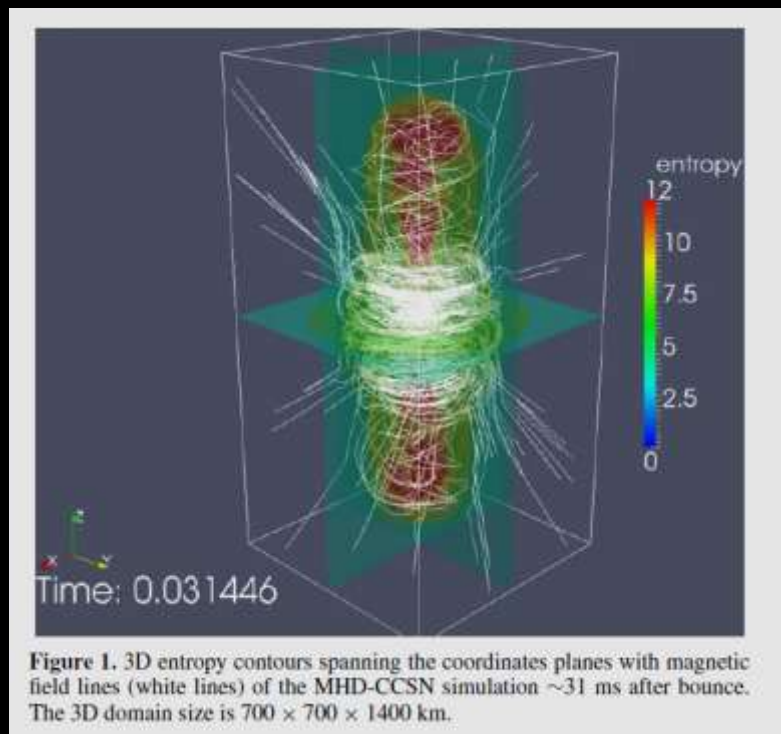 entropy
12
10
7.5
5
2.5
0
Z
X
Y
Time: 0.031446
Figure 1. 3D entropy contours spanning the coordinates planes with magnetic
field lines (white lines) of the MHD-CCSN simulation ∼31 ms after bounce.
The 3D domain size is 700 × 700 × 1400 km.